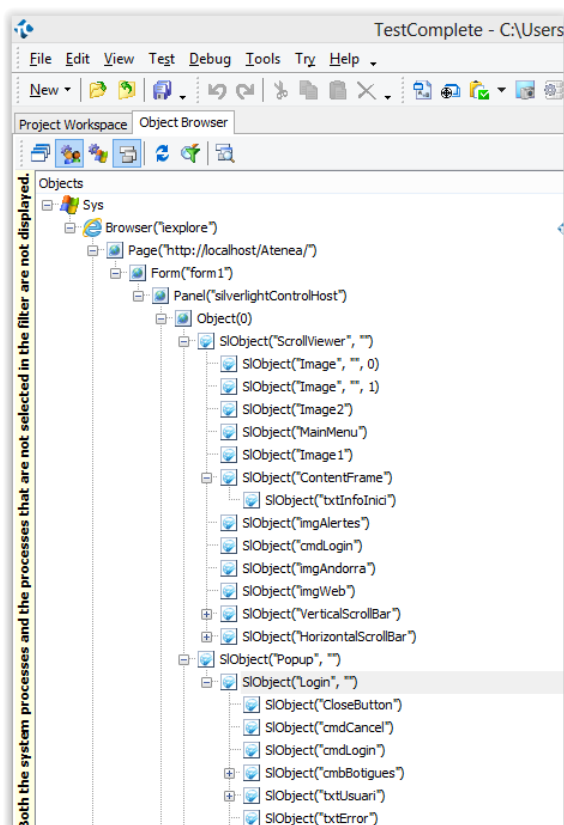 TestComplete - C:\Users
File Edit View Test Debug Tools Try Help
New
Project Workspace Object Browser
Objects
Sys
Browser("iexplore")
Page("http://localhost/Atenea/")
Form("form1")
Panel("silverlightControlHost")
Object(0)
SlObject("ScrollViewer", "")
SlObject("Image", "", 0)
SlObject("Image", "", 1)
SlObject("Image2")
SlObject("MainMenu")
SlObject("Image1")
SlObject("ContentFrame")
SlObject("txtInfoInici")
SlObject("imgAlertes")
SlObject("cmdLogin")
SlObject("imgAndorra")
SlObject("imgWeb")
SlObject("VerticalScrollBar")
SlObject("HorizontalScrollBar")
SlObject("Popup", "")
SlObject("Login", "")
SlObject("CloseButton")
SlObject("cmdCancel")
SlObject("cmdLogin")
SlObject("cmbBotigues")
SlObject("txtUsuari")
SlObject("txtError")
Both the system processes and the processes that are not selected in the filter are not displayed.